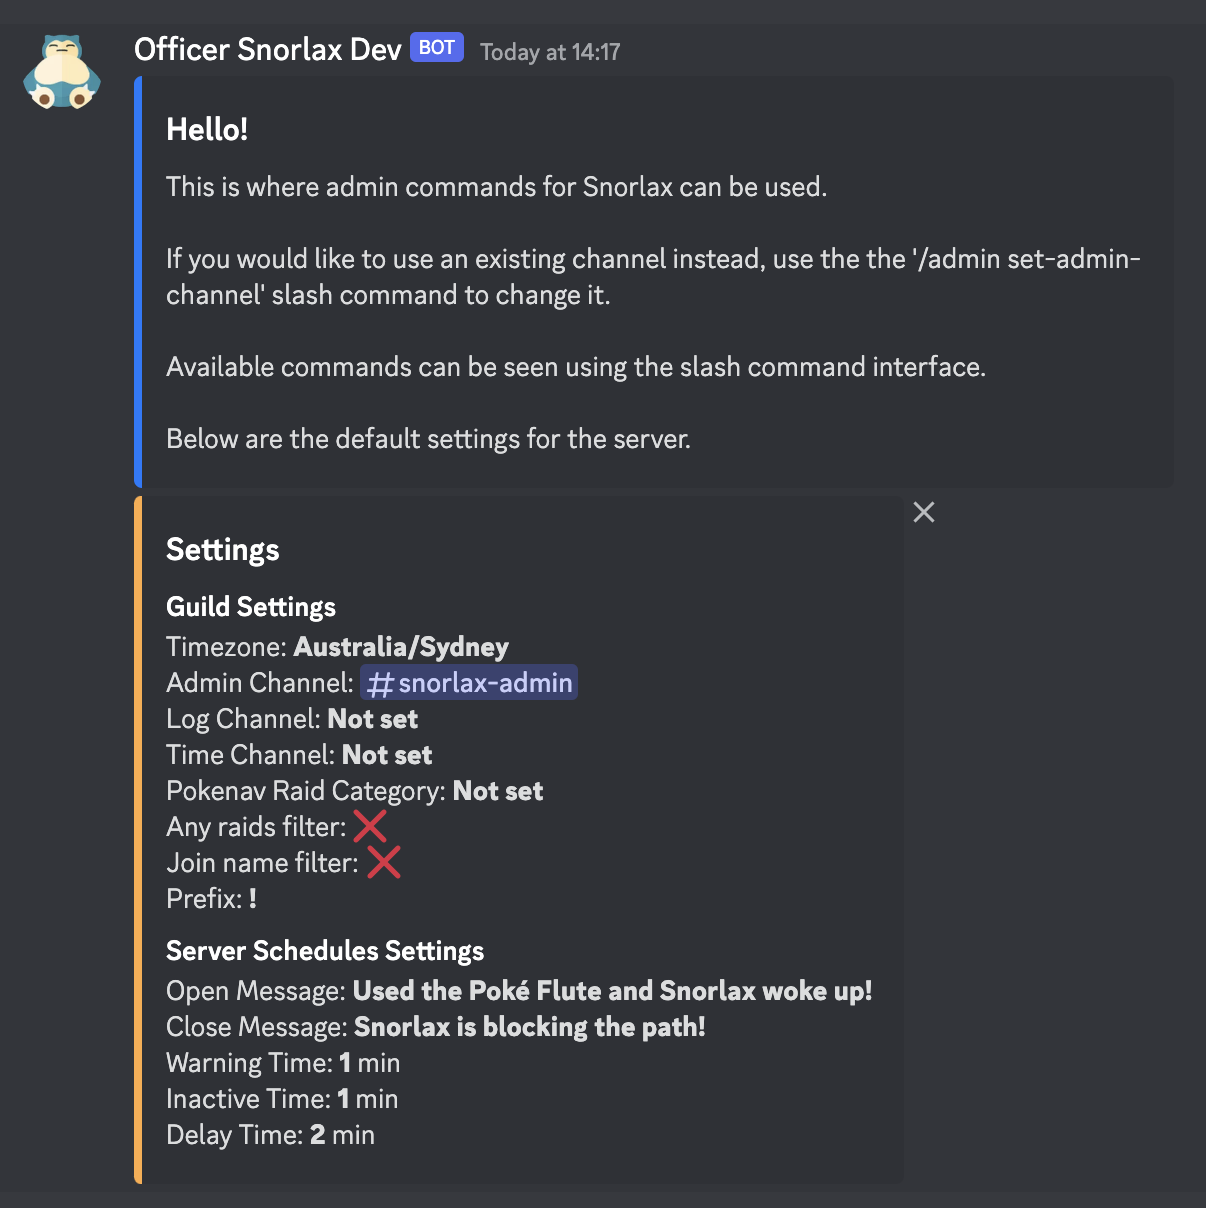 Officer Snorlax Dev BOT Today at 14:17
Hello!
This is where admin commands for Snorlax can be used.
If you would like to use an existing channel instead, use the the '/admin set-admin-
channel' slash command to change it.
Available commands can be seen using the slash command interface.
Below are the default settings for the server.
Settings
Guild Settings
Timezone: Australia/Sydney
Admin Channel: #snorlax-admin
Log Channel: Not set
Time Channel: Not set
Pokenav Raid Category: Not set
Any raids filter: ❌
Join name filter: ❌
Prefix: !
Server Schedules Settings
Open Message: Used the Poké Flute and Snorlax woke up!
Close Message: Snorlax is blocking the path!
Warning Time: 1 min
Inactive Time: 1 min
Delay Time: 2 min